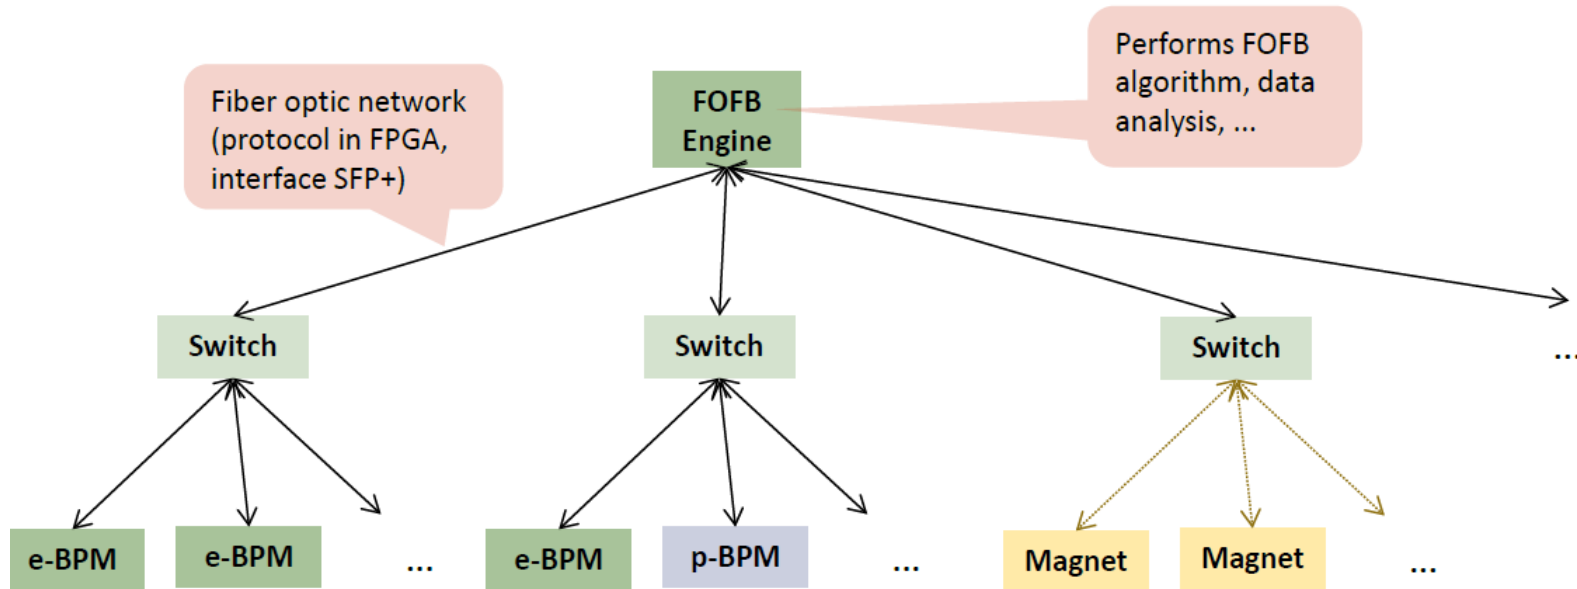 Fiber optic network
(protocol in FPGA,
interface SFP+)
FOFB
Engine
Performs FOFB
algorithm, data
analysis, ...
Switch
Switch
Switch
...
e-BPM
e-BPM
...
e-BPM
p-BPM
...
Magnet
Magnet
...